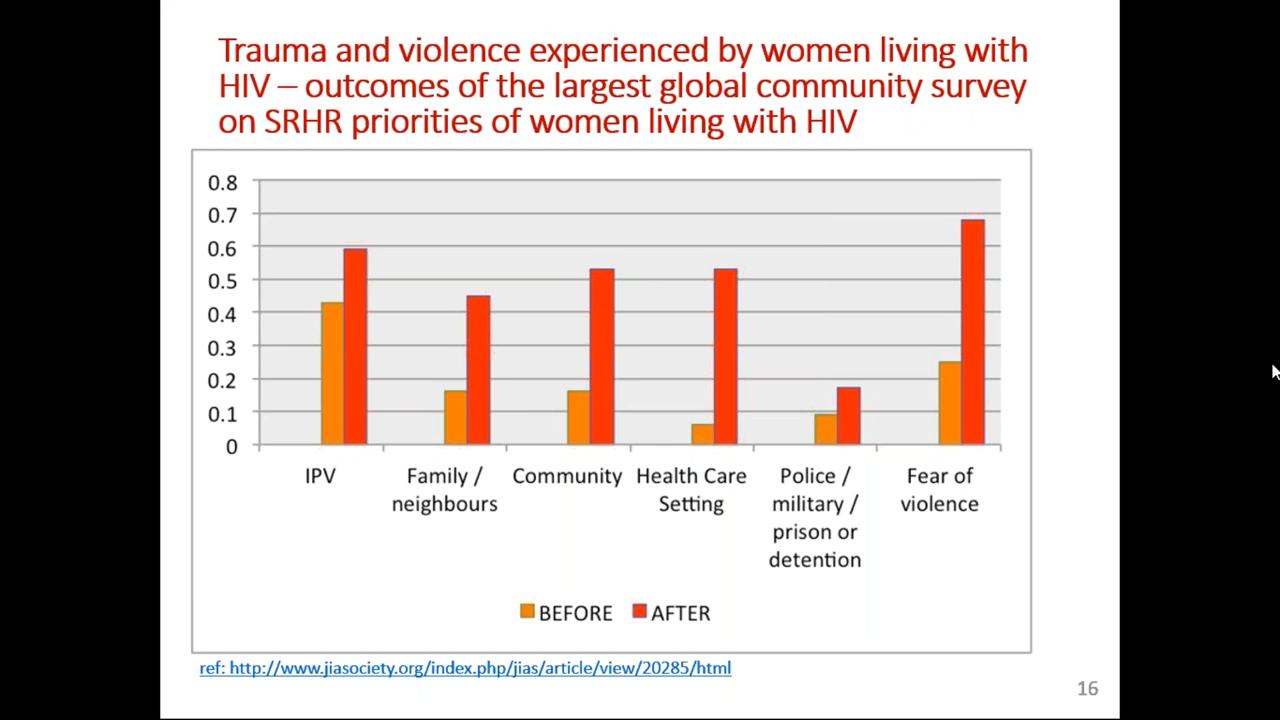 Trauma and violence experienced by women living with
HIV – outcomes of the largest global community survey
on SRHR priorities of women living with HIV
0.8
0.7
0.6
0.5
0.4
0.3
0.2
0.1
0
IPV
Family /
neighbours
Community
Health Care
Setting
Police /
military /
prison or
detention
Fear of
violence
BEFORE
AFTER
ref: http://www.jiasociety.org/index.php/jias/article/view/20285/html
16